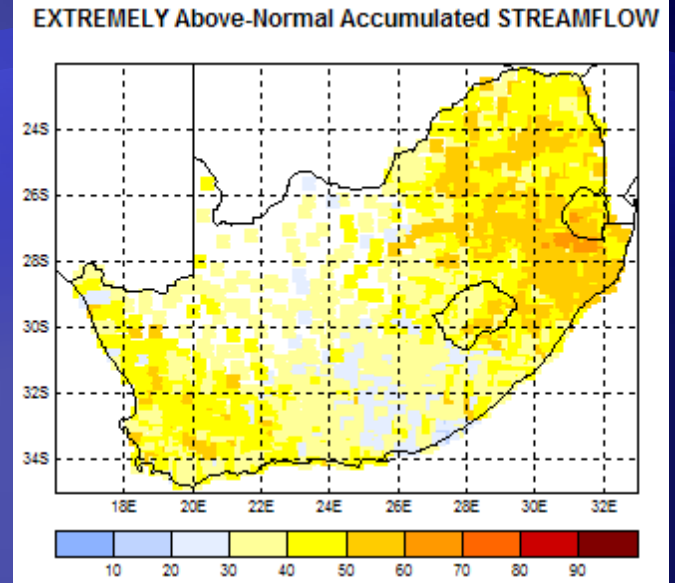 EXTREMELY Above-Normal Accumulated STREAMFLOW
24S
26S
28S
30S
32S
34S
18E 20E 22E 24E 26E 28E 30E 32E
10 20 30 40 50 60 70 80 90